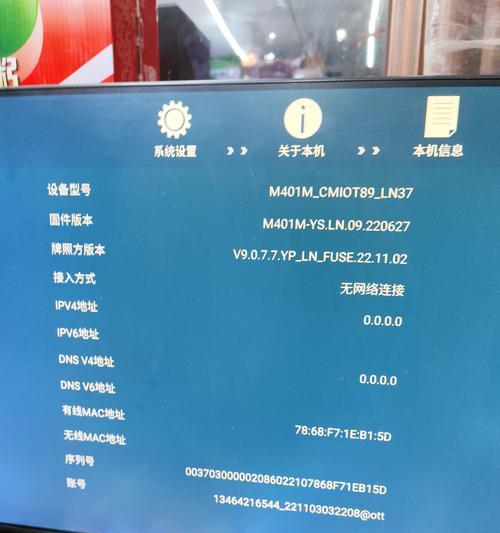 系统设置 》》 关于本机 》》 本机信息
设备型号 M401M_CMIOT89_LN37
固件版本 M401M-YS.LN.09.220627
牌照方版本 V9.0.7.7.YP_LN_FUSE.22.11.02
接入方式 无网络连接
IPV4地址 0.0.0.0
IPV6地址
DNS V4地址 0.0.0.0
DNS V6地址
有线MAC地址 78:68:F7:1E:B1:5D
无线MAC地址
序列号 003703000002086022107868F71EB15D
账号 13464216544_221103032208@ott